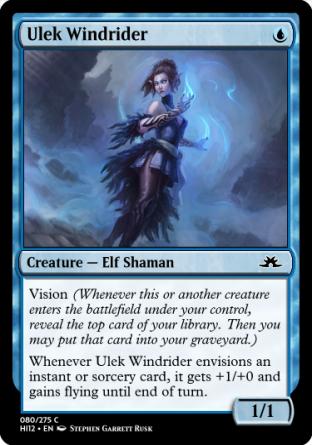 Ulek Windrider
Creature — Elf Shaman
Vision (Whenever this or another creature
enters the battlefield under your control,
reveal the top card of your library. Then you
may put that card into your graveyard.)
Whenever Ulek Windrider envisions an
instant or sorcery card, it gets +1/+0 and
gains flying until end of turn.
1/1
080/275 C
HI12 • EN Stephen Garrett Rusk